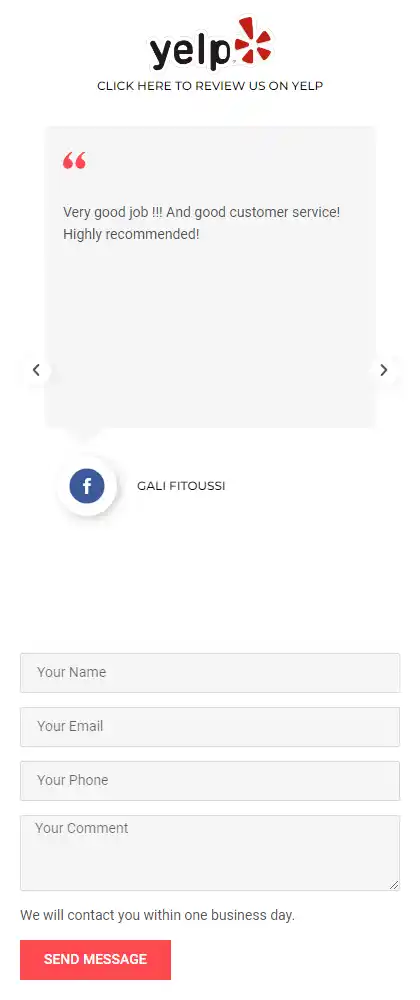 yelp
CLICK HERE TO REVIEW US ON YELP
“
Very good job !!! And good customer service!
Highly recommended!
f
GALI FITOUSSI
Your Name
Your Email
Your Phone
Your Comment
We will contact you within one business day.
SEND MESSAGE